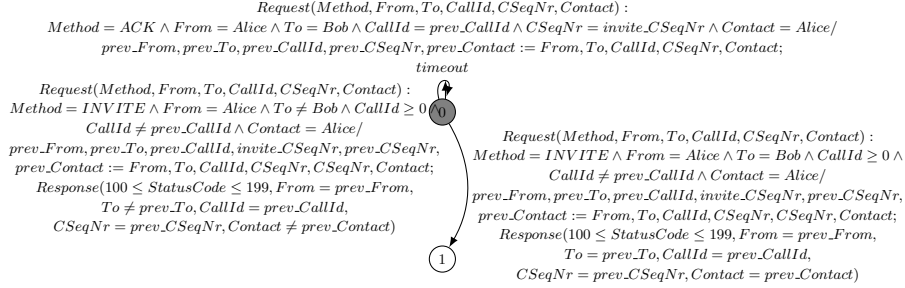 Request(Method, From, To, CallId, CSeqNr, Contact) :
Method = ACK ∧ From = Alice ∧ To = Bob ∧ CallId = prev_CallId ∧ CSeqNr = invite_CSeqNr ∧ Contact = Alice/
prev_From, prev_To, prev_CallId, prev_CSeqNr, prev_Contact := From, To, CallId, CSeqNr, Contact;
timeout
Request(Method, From, To, CallId, CSeqNr, Contact) :
Method = INVITE ∧ From = Alice ∧ To ≠ Bob ∧ CallId ≥ 0 ∧
CallId ≠ prev_CallId ∧ Contact = Alice/
prev_From, prev_To, prev_CallId, invite_CSeqNr, prev_CSeqNr,
prev_Contact := From, To, CallId, CSeqNr, CSeqNr, Contact;
Response(100 ≤ StatusCode ≤ 199, From = prev_From,
To ≠ prev_To, CallId = prev_CallId,
CSeqNr = prev_CSeqNr, Contact ≠ prev_Contact)
0
Request(Method, From, To, CallId, CSeqNr, Contact) :
Method = INVITE ∧ From = Alice ∧ To = Bob ∧ CallId ≥ 0 ∧
CallId ≠ prev_CallId ∧ Contact = Alice/
prev_From, prev_To, prev_CallId, invite_CSeqNr, prev_CSeqNr,
prev_Contact := From, To, CallId, CSeqNr, CSeqNr, Contact;
Response(100 ≤ StatusCode ≤ 199, From = prev_From,
To = prev_To, CallId = prev_CallId,
CSeqNr = prev_CSeqNr, Contact = prev_Contact)
1